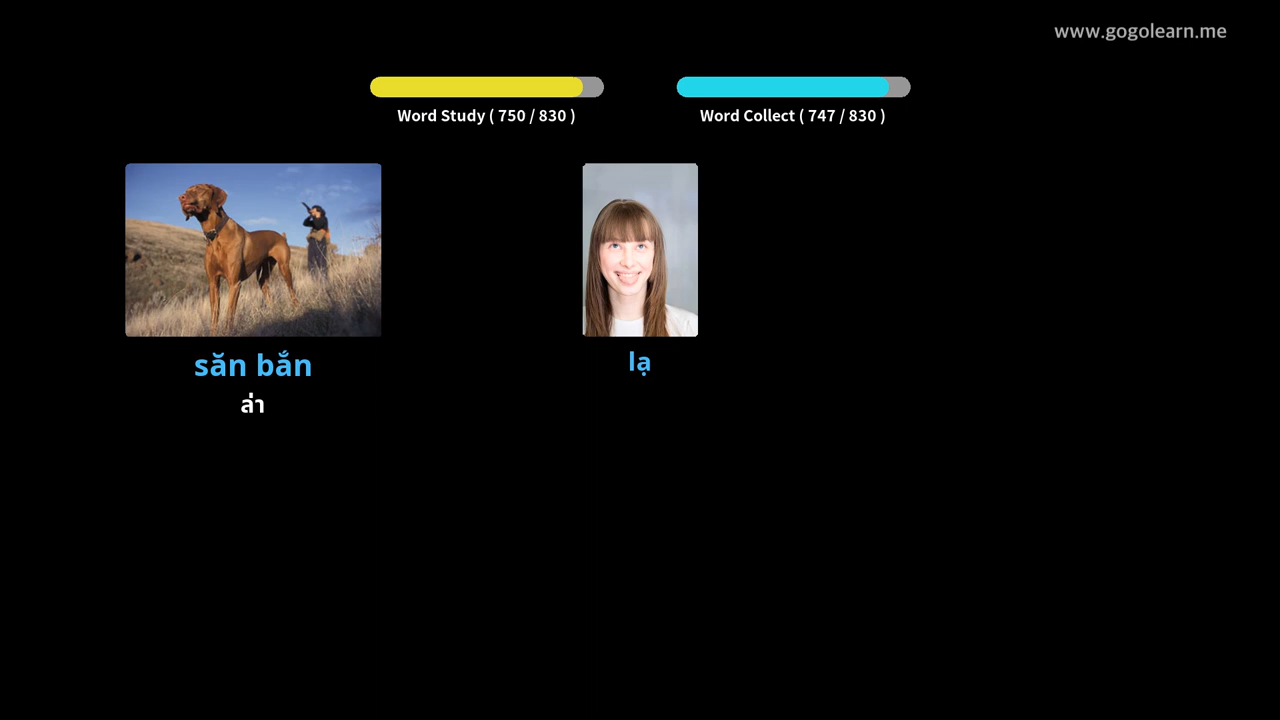 www.gogolearn.me
Word Study ( 750 / 830 )
Word Collect ( 747 / 830 )
săn bắn
ล่า
lạ